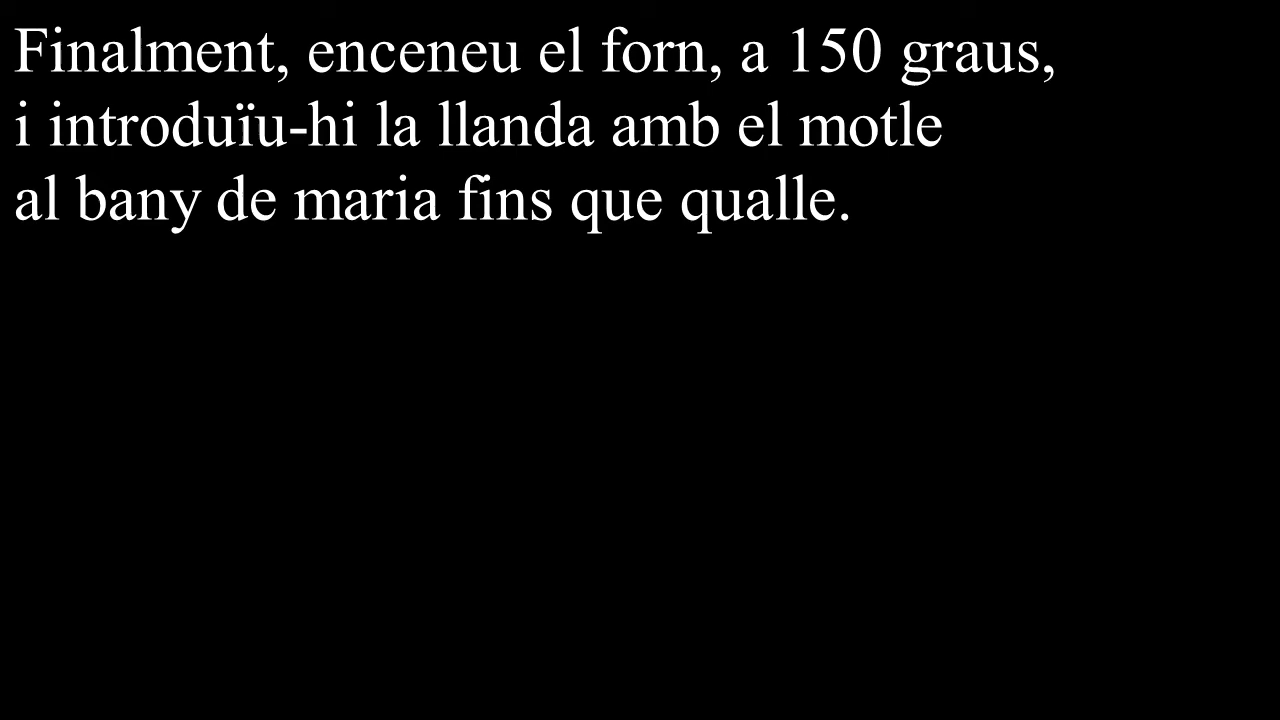 Finalment, enceneu el forn, a 150 graus,
i introduïu-hi la llanda amb el motle
al bany de maria fins que qualle.